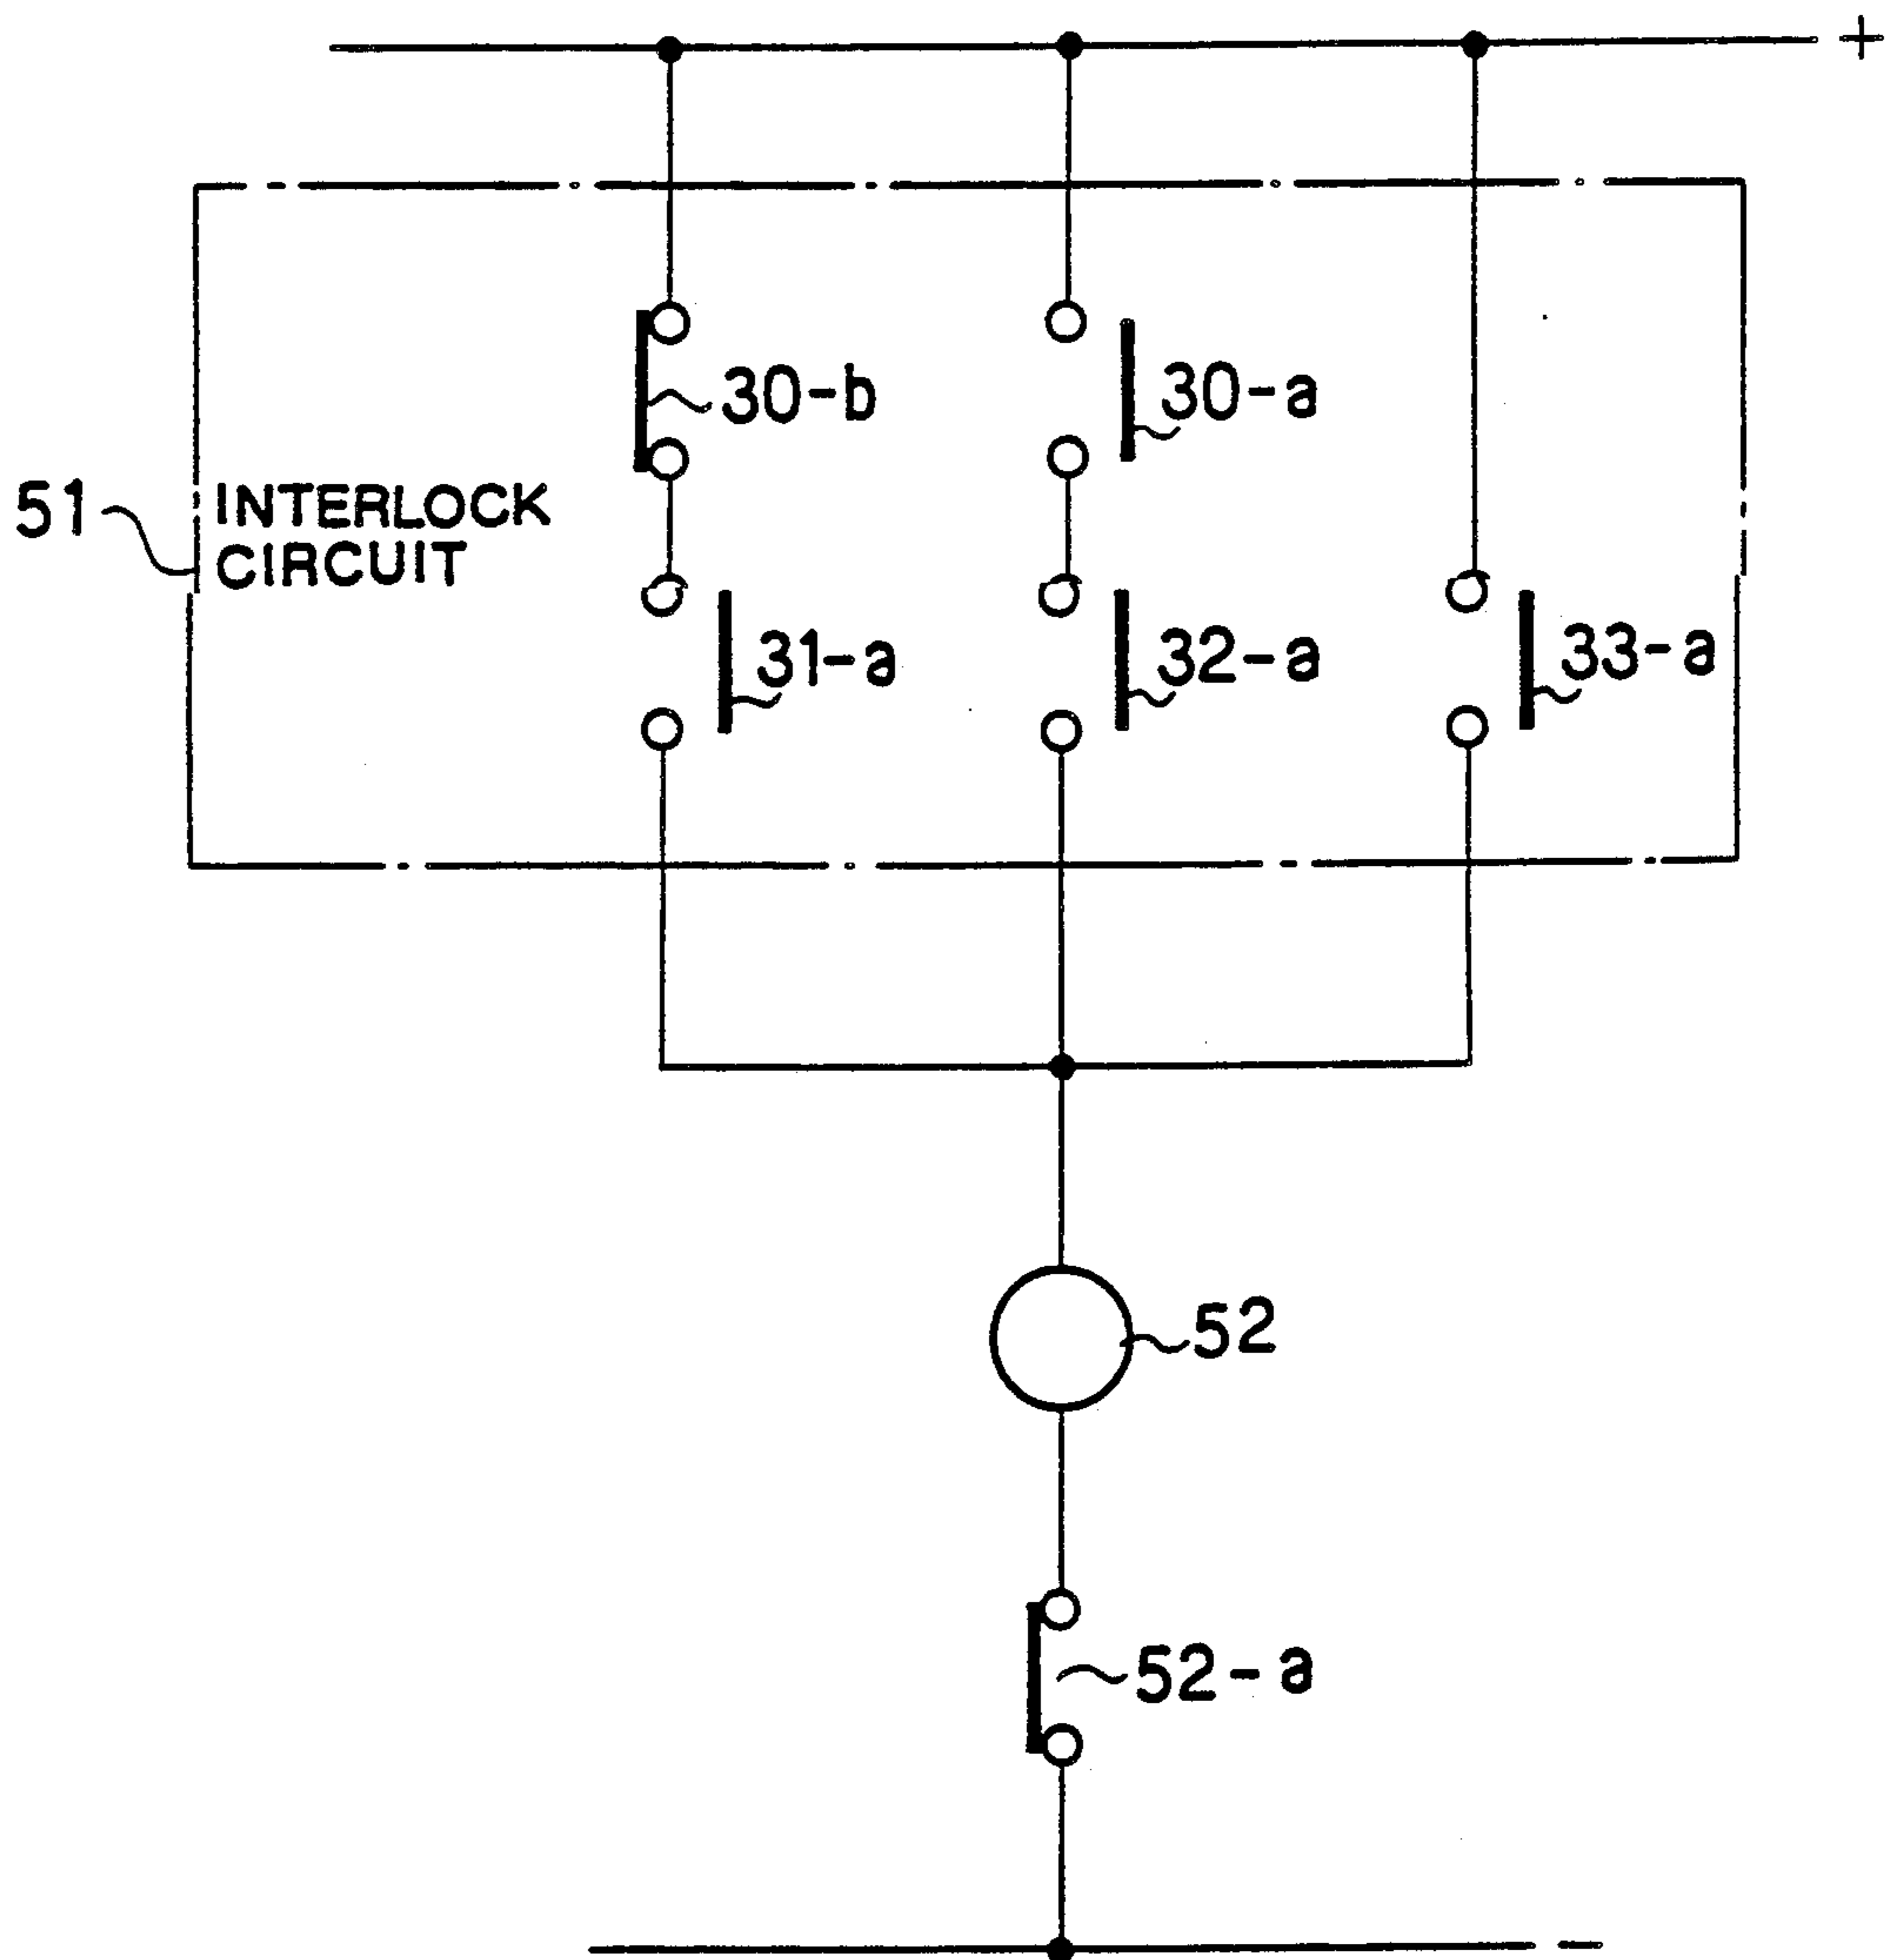 +
30-b
30-a
51
INTERLOCK
CIRCUIT
31-a
32-a
33-a
52
52-a
-